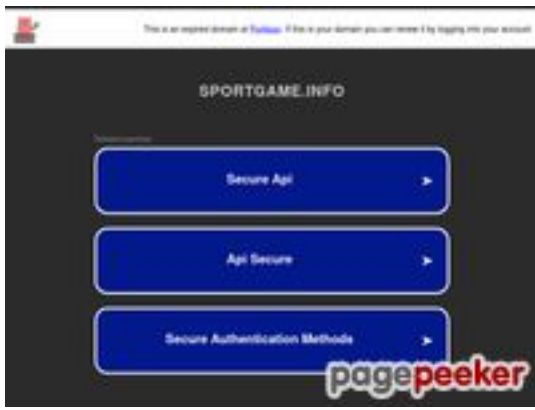 This is an expired domain at Porkbun. If this is your domain you can renew it by logging into your account
SPORTGAME.INFO
Secure Api
Api Secure
Secure Authentication Methods
pagepeeker